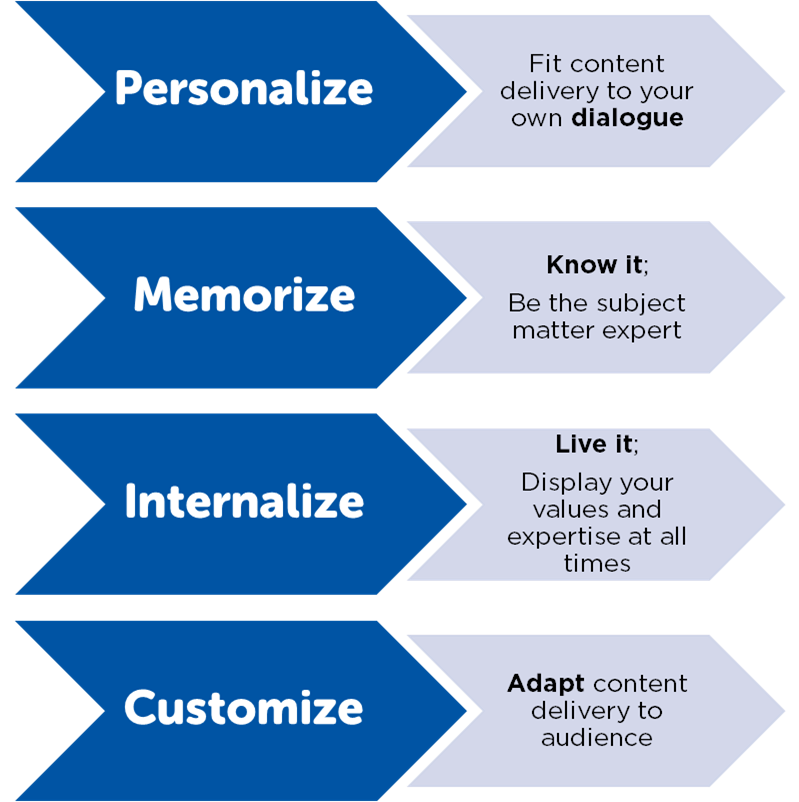 Personalize
Fit content
delivery to your
own dialogue
Memorize
Know it;
Be the subject
matter expert
Internalize
Live it;
Display your
values and
expertise at all
times
Customize
Adapt content
delivery to
audience